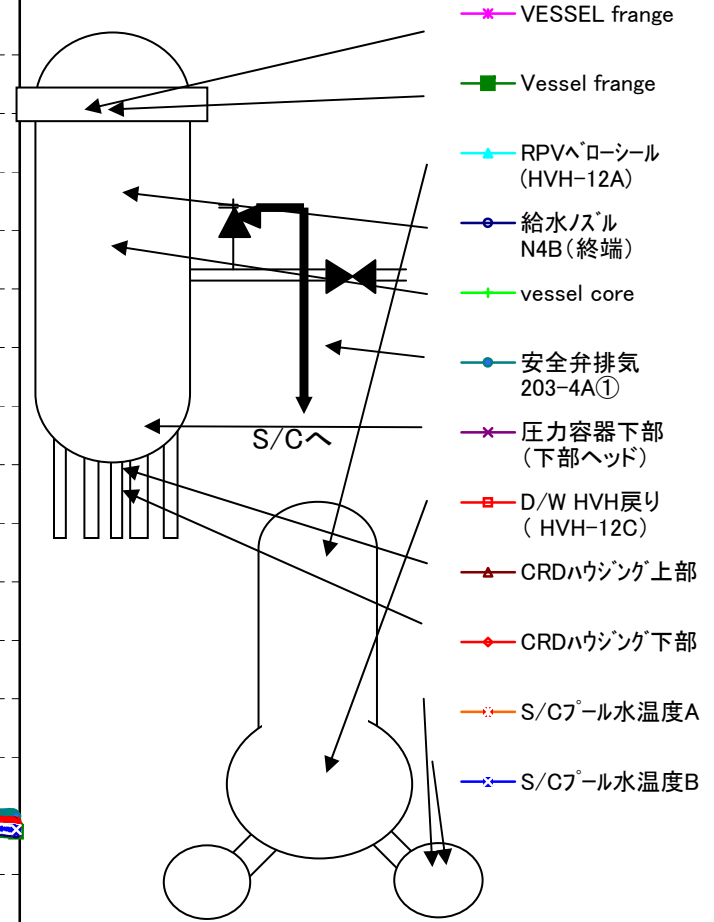 VESSEL frange
Vessel frange
RPVベローシール
(HVH-12A)
給水ノズル
N4B(終端)
vessel core
安全弁排気
203-4A①
S/Cへ
圧力容器下部
(下部ヘッド)
D/W HVH戻り
( HVH-12C)
CRDハウジング上部
CRDハウジング下部
S/Cプール水温度A
S/Cプール水温度B